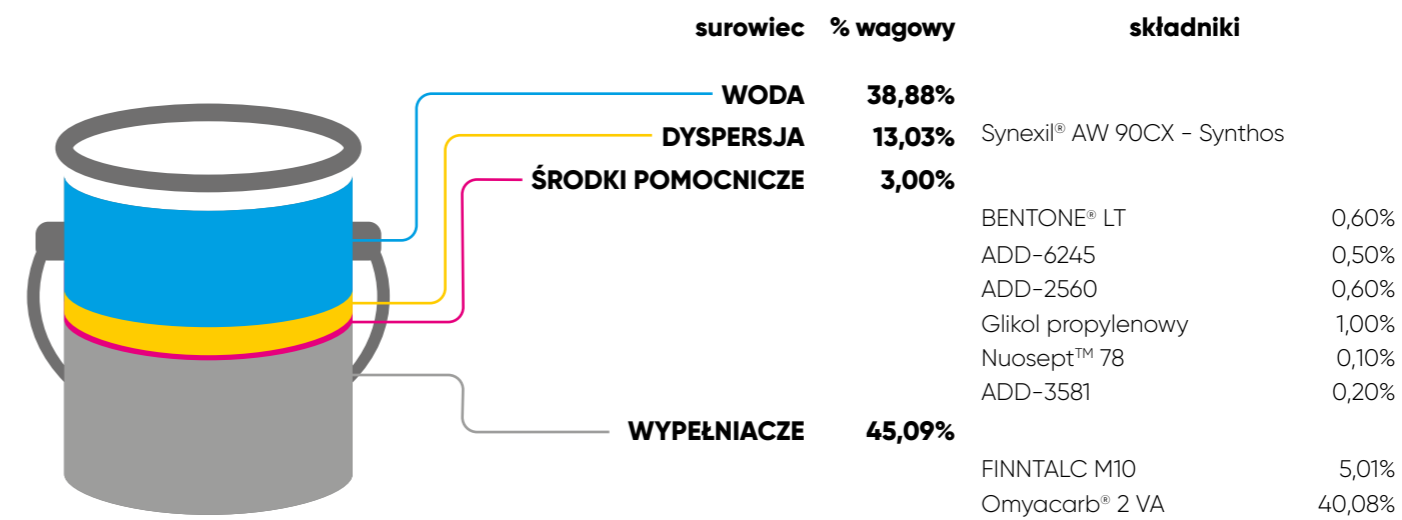 surowiec % wagowy składniki
WODA 38,88%
DYSPERSJA 13,03% Synexil® AW 90CX - Synthos
ŚRODKI POMOCNICZE 3,00%
BENTONE® LT 0,60%
ADD-6245 0,50%
ADD-2560 0,60%
Glikol propylenowy 1,00%
Nuosept™ 78 0,10%
ADD-3581 0,20%
WYPEŁNIACZE 45,09%
FINNTALC M10 5,01%
Omyacarb® 2 VA 40,08%